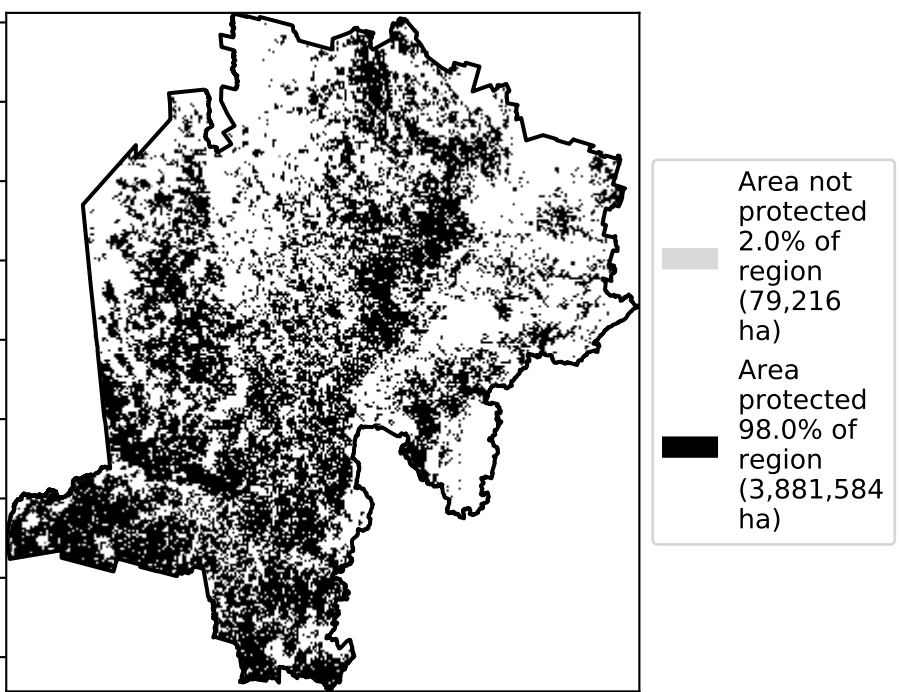 Area not
protected
2.0% of
region
(79,216
ha)
Area
protected
98.0% of
region
(3,881,584
ha)